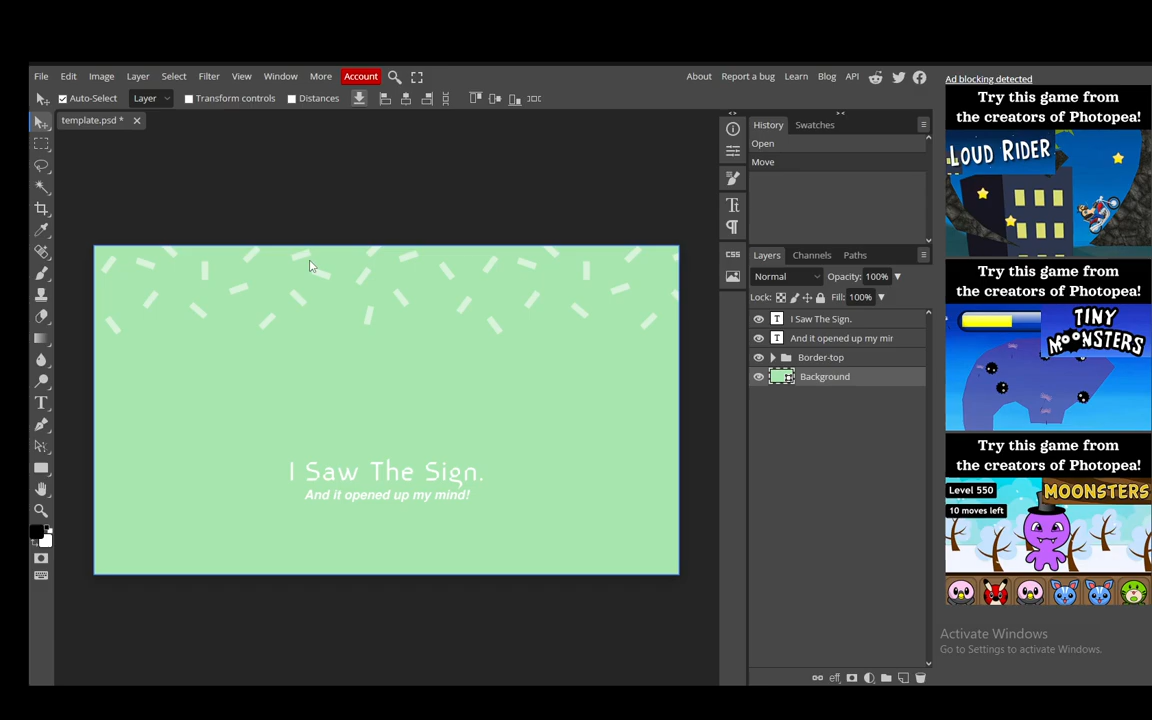 File Edit Image Layer Select Filter View Window More Account
About Report a bug Learn Blog API
Ad blocking detected
Auto-Select Layer Transform controls Distances
template.psd *
History Swatches
Open
Move
Layers Channels Paths
Normal Opacity: 100%
Lock: Fill: 100%
I Saw The Sign.
And it opened up my mir
Border-top
Background
CSS
eff
I Saw The Sign.
And it opened up my mind!
Try this game from
the creators of Photopea!
LOUD RIDER
Try this game from
the creators of Photopea!
TINY
MOONSTERS
Try this game from
the creators of Photopea!
Level 550
MOONSTERS
10 moves left
Activate Windows
Go to Settings to activate Windows.